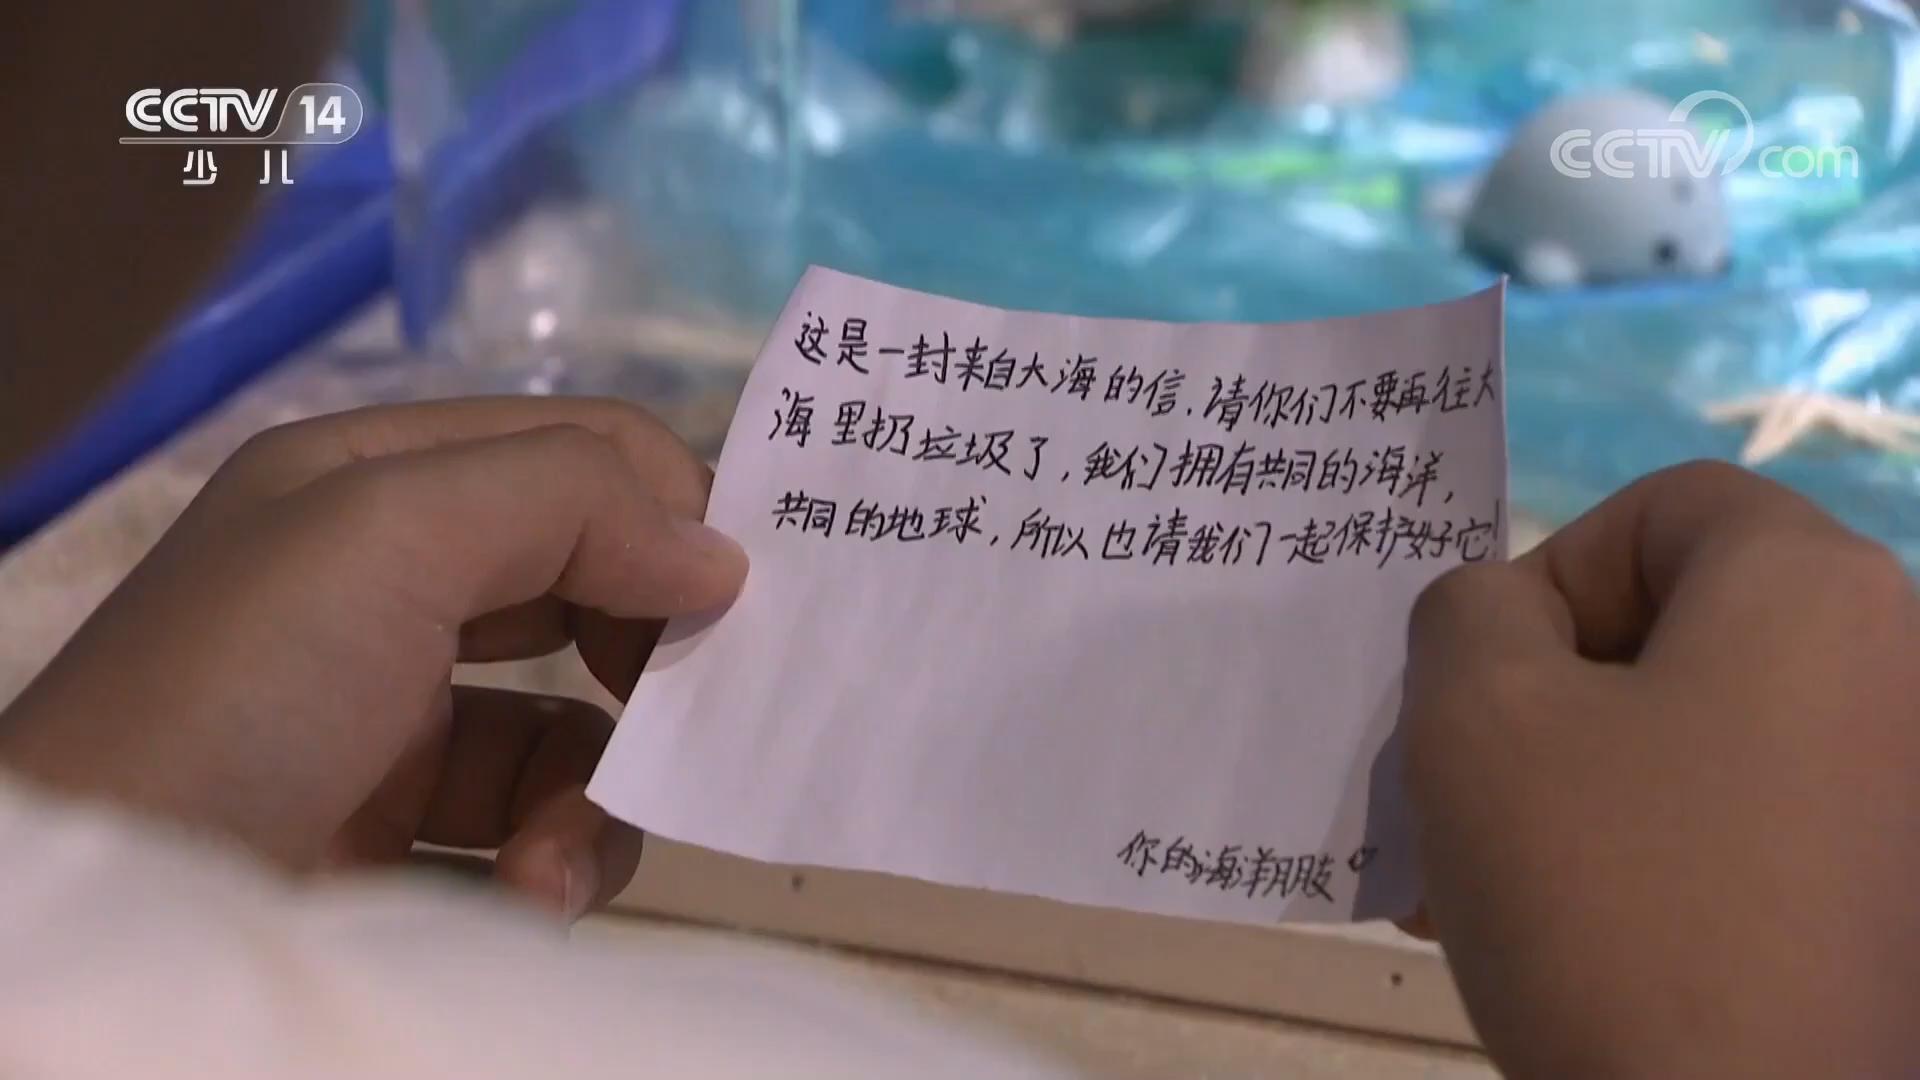 CCTV 14
少儿
CCTV.com
这是一封来自大海的信,请你们不要再往大
海里扔垃圾了,我们拥有共同的海洋,
共同的地球,所以也请我们一起保护好它!
你的海洋朋友